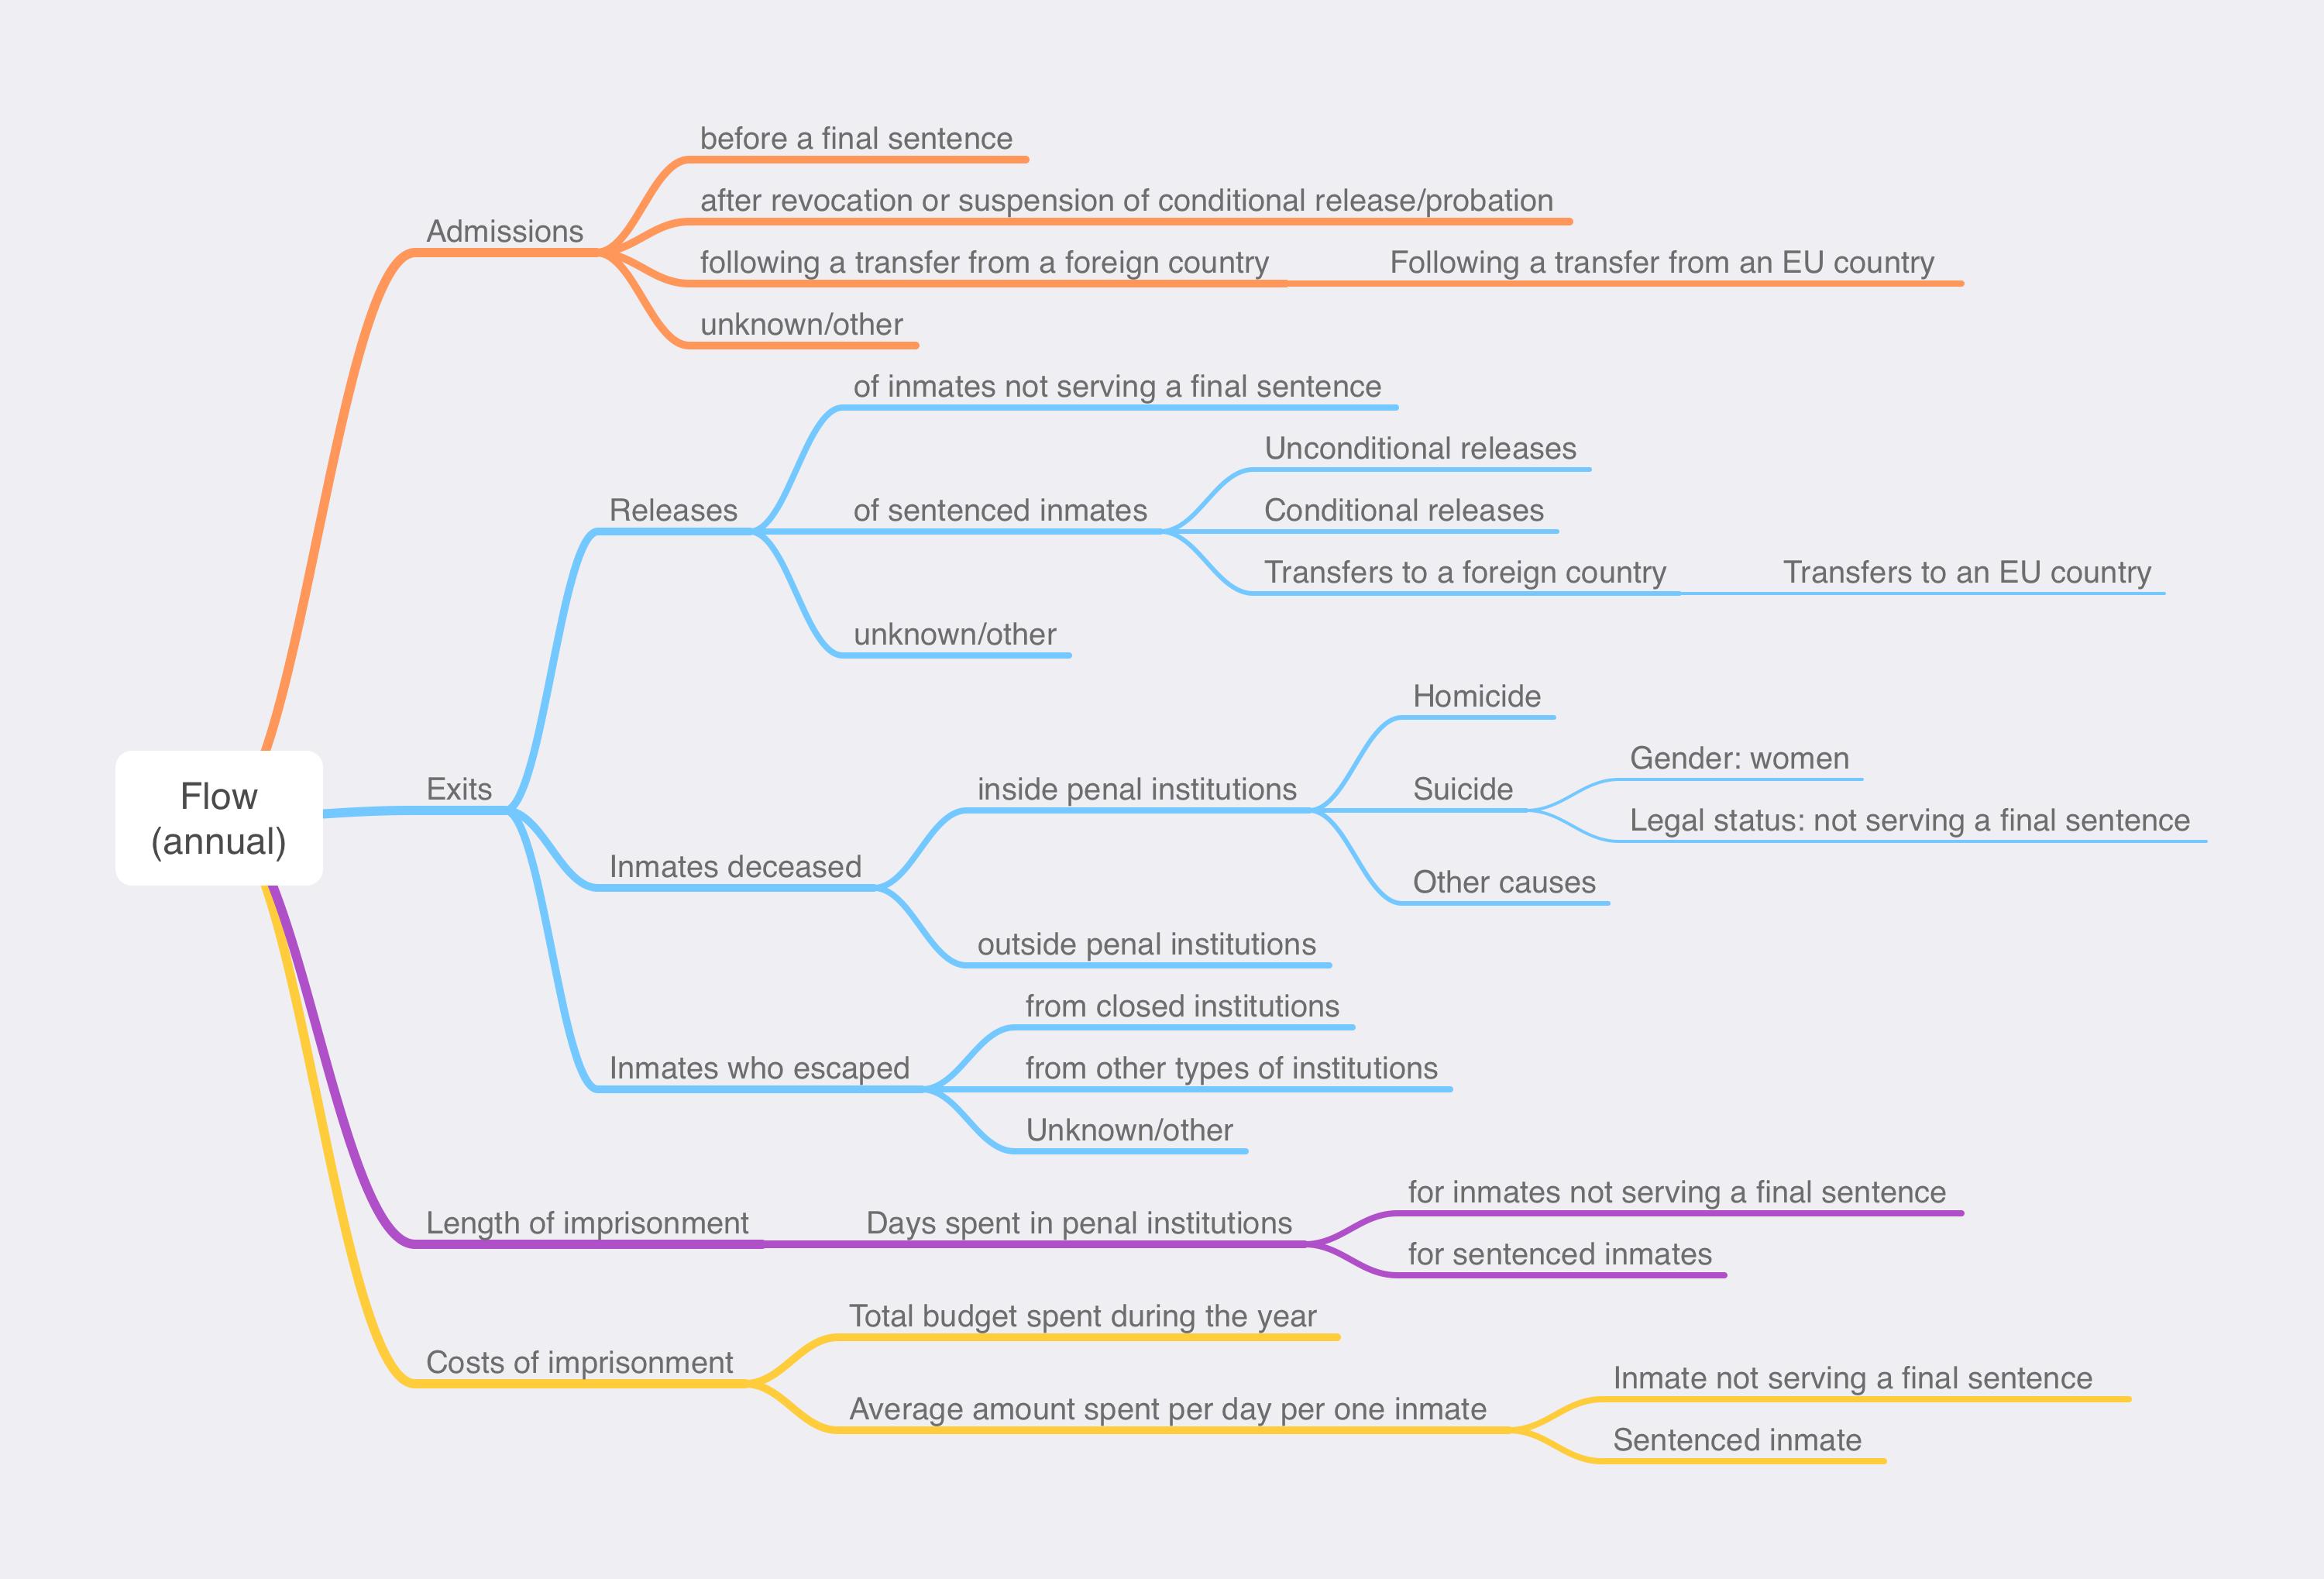 before a final sentence
after revocation or suspension of conditional release/probation
Admissions
following a transfer from a foreign country
Following a transfer from an EU country
unknown/other
of inmates not serving a final sentence
Unconditional releases
Releases
of sentenced inmates
Conditional releases
Transfers to a foreign country
Transfers to an EU country
unknown/other
Homicide
Gender: women
Flow
(annual)
Exits
inside penal institutions
Suicide
Legal status: not serving a final sentence
Inmates deceased
Other causes
outside penal institutions
from closed institutions
Inmates who escaped
from other types of institutions
Unknown/other
for inmates not serving a final sentence
Length of imprisonment
Days spent in penal institutions
for sentenced inmates
Total budget spent during the year
Costs of imprisonment
Inmate not serving a final sentence
Average amount spent per day per one inmate
Sentenced inmate